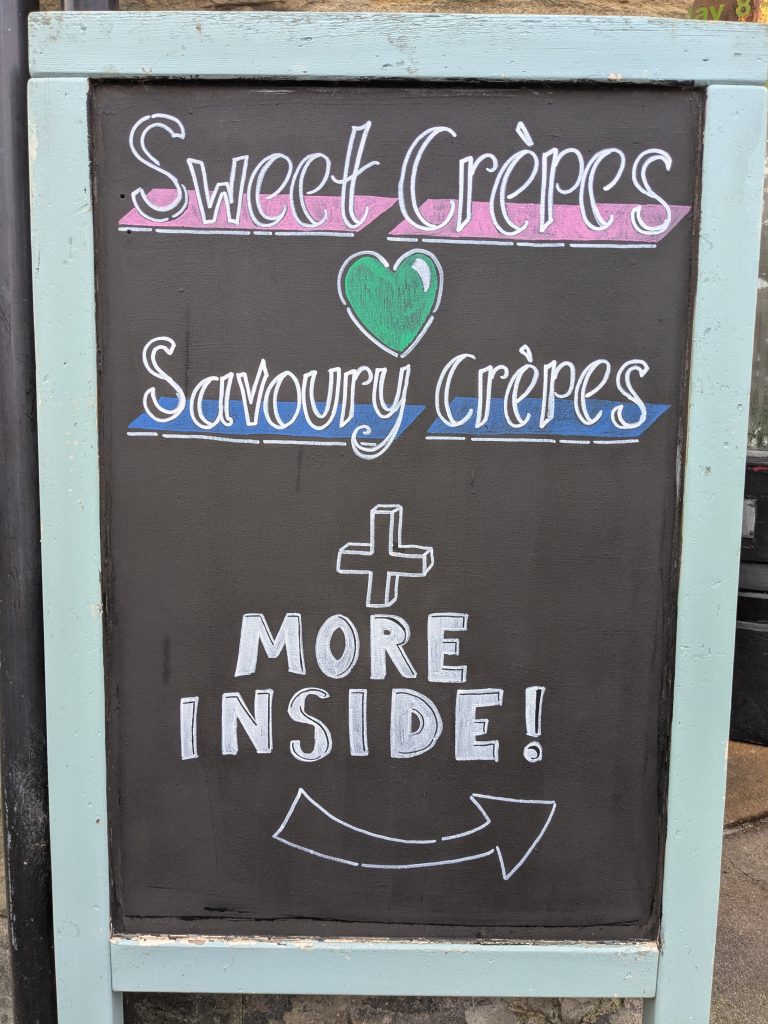 Sweet Crèpes
Savoury Crèpes
+
MORE
INSIDE!